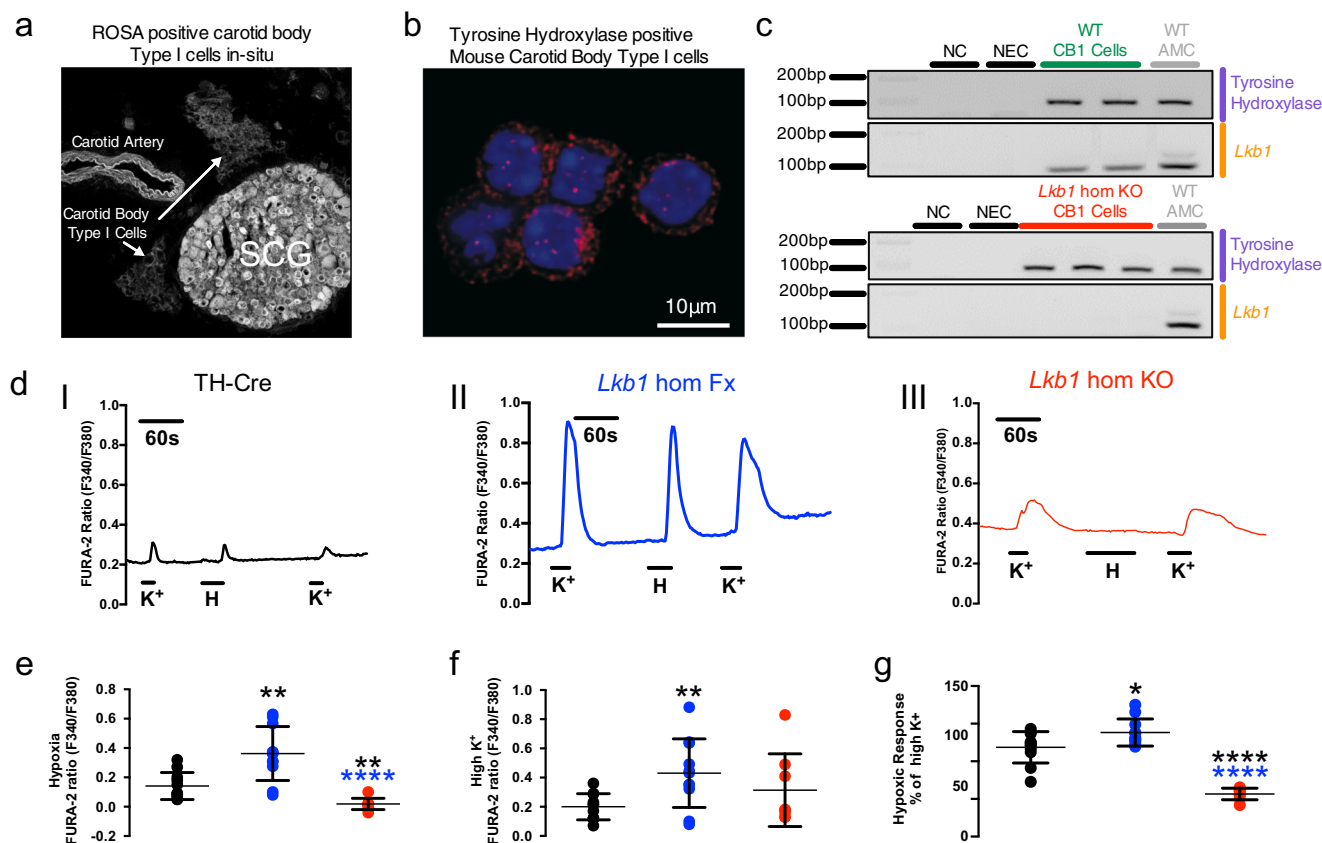 a
ROSA positive carotid body
Type I cells in-situ
Carotid Artery
Carotid Body
Type I Cells
SCG
b
Tyrosine Hydroxylase positive
Mouse Carotid Body Type I cells
10μm
c
NC
NEC
WT
CB1 Cells
WT
AMC
200bp
100bp
Tyrosine
Hydroxylase
200bp
100bp
Lkb1
NC
NEC
Lkb1 hom KO
CB1 Cells
WT
AMC
200bp
100bp
Tyrosine
Hydroxylase
200bp
100bp
Lkb1
d
TH-Cre
I
FURA-2 Ratio (F340/F380)
1.0
0.8
0.6
0.4
0.2
0.0
60s
K+
H
K+
Lkb1 hom Fx
II
FURA-2 Ratio (F340/F380)
1.0
0.8
0.6
0.4
0.2
0.0
60s
K+
H
K+
Lkb1 hom KO
III
FURA-2 Ratio (F340/F380)
1.0
0.8
0.6
0.4
0.2
0.0
60s
K+
H
K+
e
Hypoxia
FURA-2 ratio (F340/F380)
0.8
0.6
0.4
0.2
0.0
-0.2
**
**
****
f
High K+
FURA-2 ratio (F340/F380)
1.0
0.8
0.6
0.4
0.2
0.0
**
g
Hypoxic Response
% of high K+
150
100
50
0
*
****
****